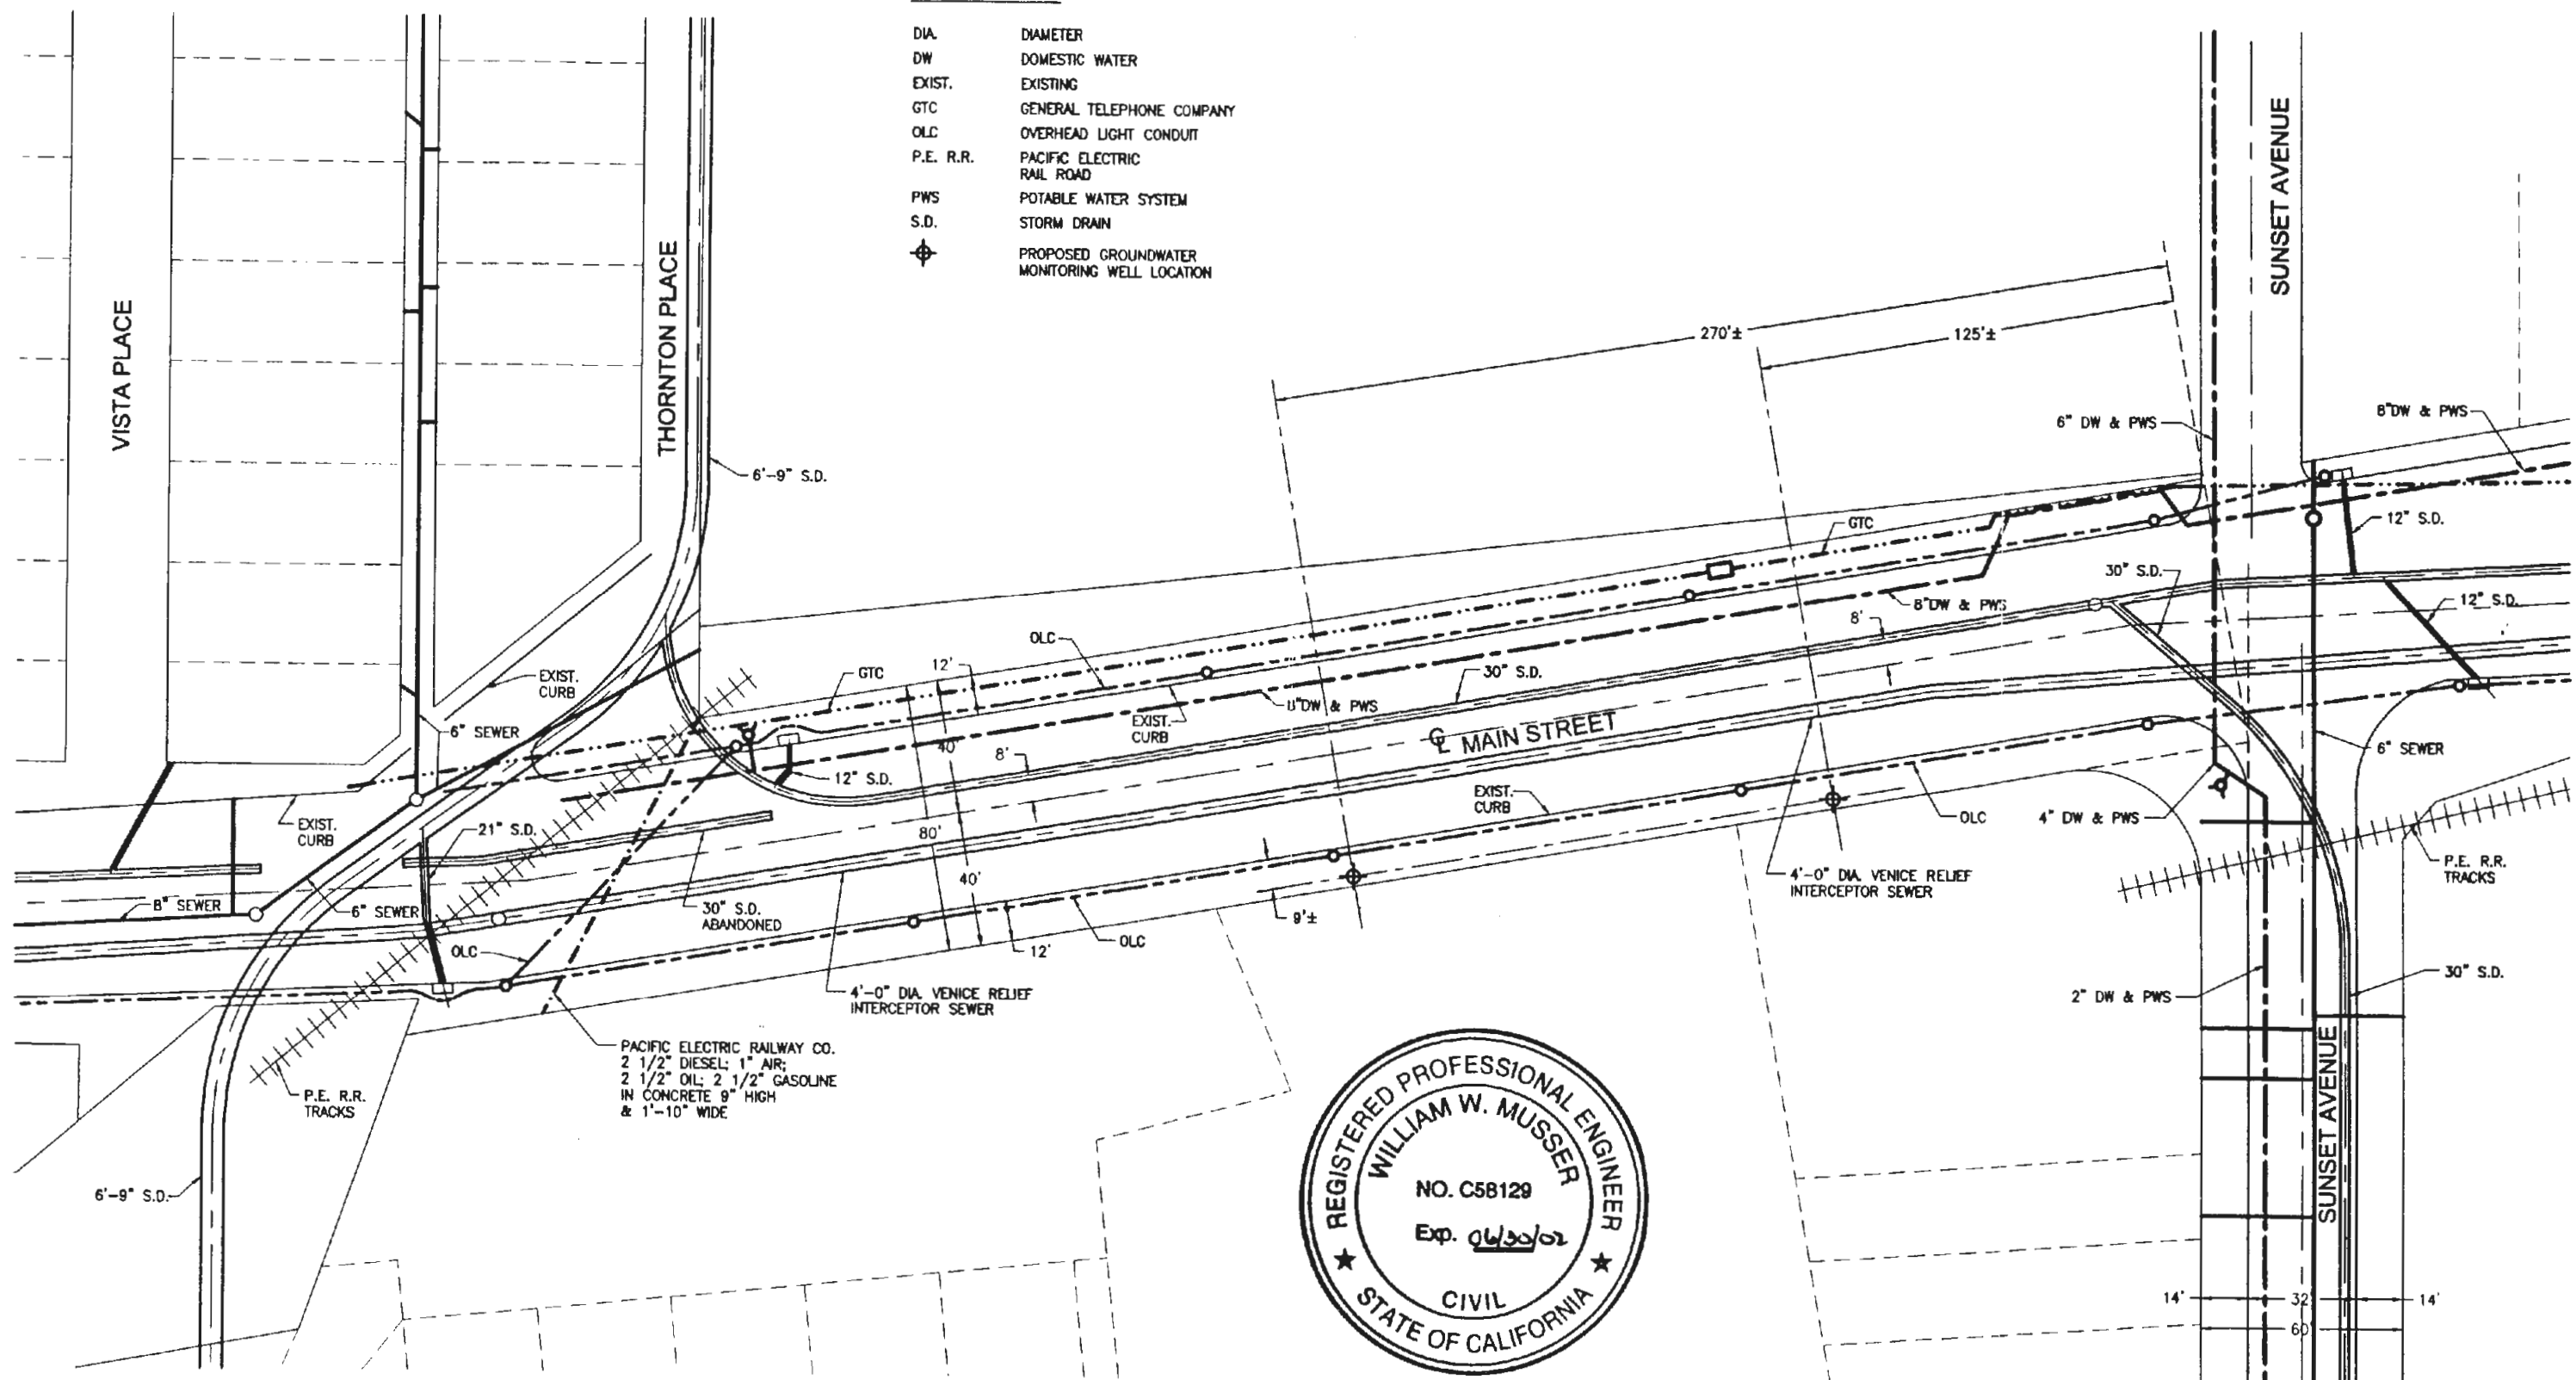 DIA. DIAMETER
DW DOMESTIC WATER
EXIST. EXISTING
GTC GENERAL TELEPHONE COMPANY
OLC OVERHEAD LIGHT CONDUIT
P.E. R.R. PACIFIC ELECTRIC
RAIL ROAD
PWS POTABLE WATER SYSTEM
S.D. STORM DRAIN
PROPOSED GROUNDWATER
MONITORING WELL LOCATION
VISTA PLACE
THORNTON PLACE
SUNSET AVENUE
270'±
125'±
6" DW & PWS
8"DW & PWS
6'-9" S.D.
GTC
12" S.D.
30" S.D.
8"DW & PWS
12" S.D.
8'
OLC
12'
EXIST.
CURB
GTC
30" S.D.
8"DW & PWS
EXIST.
CURB
6" SEWER
40'
8'
℄ MAIN STREET
6" SEWER
12" S.D.
EXIST.
CURB
EXIST.
CURB
21" S.D.
80'
OLC
4" DW & PWS
P.E. R.R.
TRACKS
40'
4'-0" DIA. VENICE RELIEF
INTERCEPTOR SEWER
8" SEWER
6" SEWER
30" S.D.
ABANDONED
9'±
OLC
12'
OLC
30" S.D.
4'-0" DIA. VENICE RELIEF
INTERCEPTOR SEWER
2" DW & PWS
PACIFIC ELECTRIC RAILWAY CO.
2 1/2" DIESEL; 1" AIR;
2 1/2" OIL; 2 1/2" GASOLINE
IN CONCRETE 9" HIGH
& 1'-10" WIDE
P.E. R.R.
TRACKS
6'-9" S.D.
REGISTERED PROFESSIONAL ENGINEER
WILLIAM W. MUSSER
NO. C58129
Exp. 06/30/02
CIVIL
STATE OF CALIFORNIA
SUNSET AVENUE
14' 32' 14'
60'